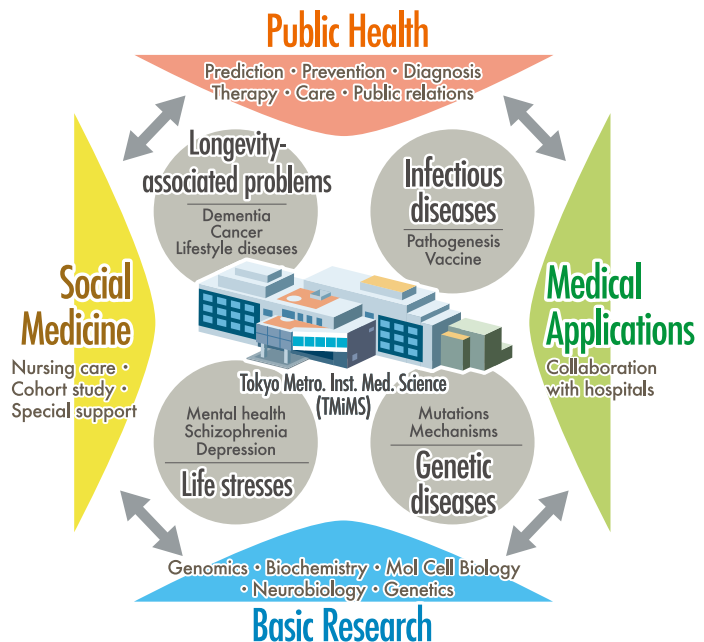 Public Health
Prediction・Prevention・Diagnosis
Therapy・Care・Public relations
Longevity-
associated problems
Dementia
Cancer
Lifestyle diseases
Infectious
diseases
Pathogenesis
Vaccine
Social
Medicine
Nursing care・
Cohort study・
Special support
Medical
Applications
Collaboration
with hospitals
Tokyo Metro. Inst. Med. Science
(TMiMS)
Mental health
Schizophrenia
Depression
Life stresses
Mutations
Mechanisms
Genetic
diseases
Genomics・Biochemistry・Mol Cell Biology
・Neurobiology・Genetics
Basic Research